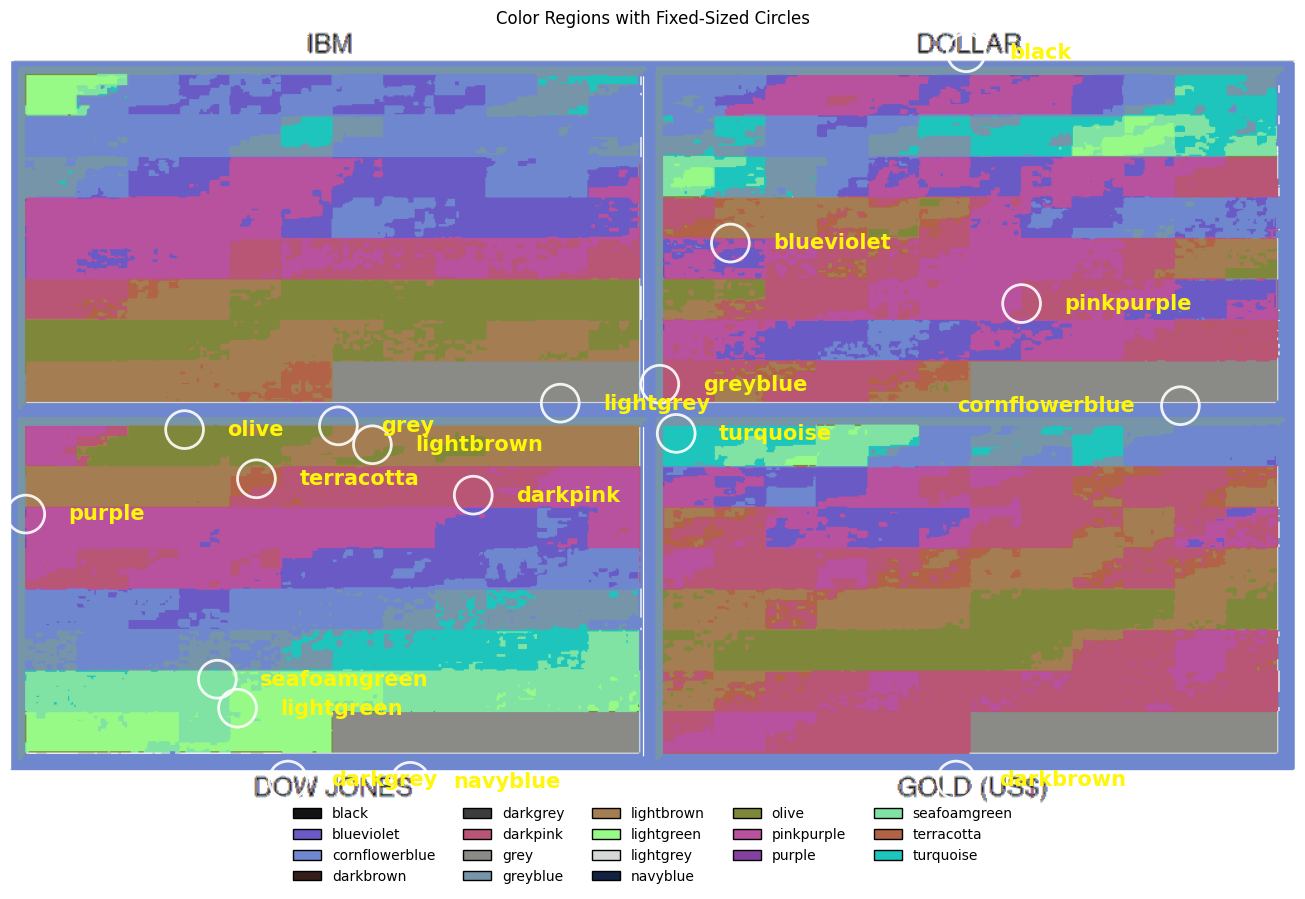 Color Regions with Fixed-Sized Circles
IBM
DOLLAR
black
blueviolet
pinkpurple
greyblue
lightgrey
cornflowerblue
olive
grey
turquoise
lightbrown
terracotta
darkpink
purple
seafoamgreen
lightgreen
darkgrey
navyblue
darkbrown
DOW JONES
GOLD (US$)
black
blueviolet
cornflowerblue
darkbrown
darkgrey
darkpink
grey
greyblue
lightbrown
lightgreen
lightgrey
navyblue
olive
pinkpurple
purple
seafoamgreen
terracotta
turquoise